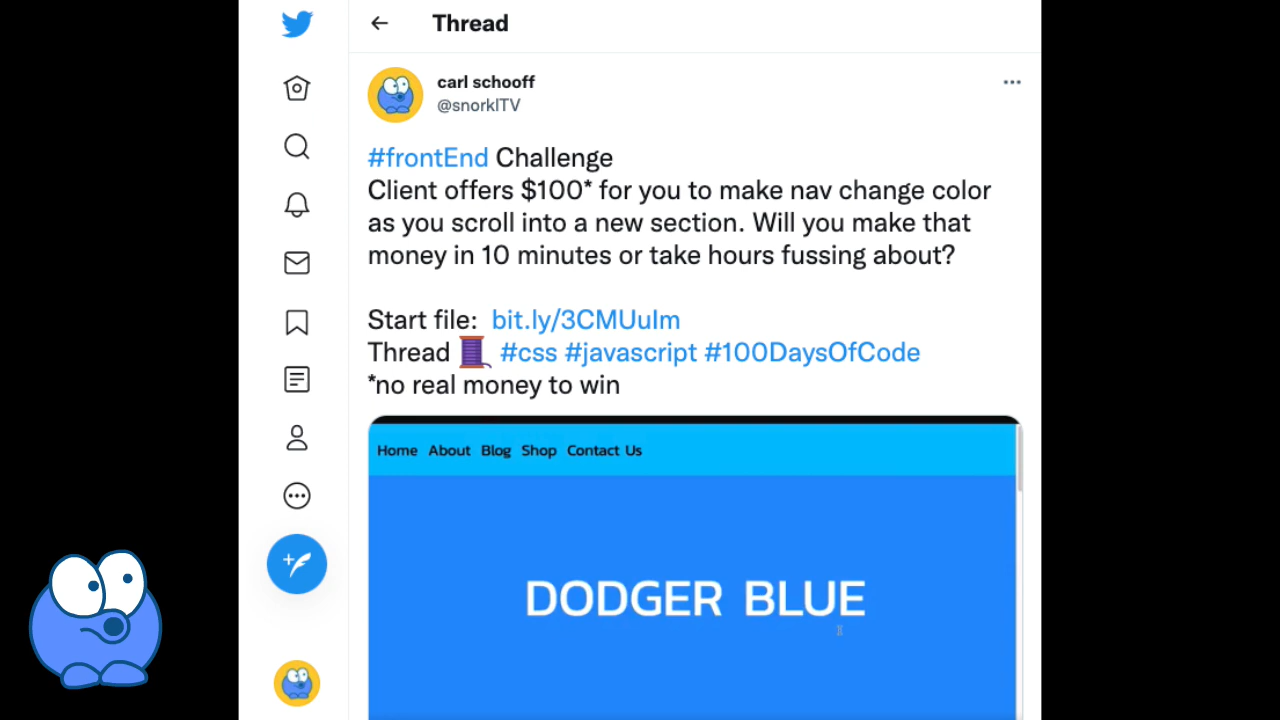 Thread
carl schooff
@snorklTV
#frontEnd Challenge
Client offers $100* for you to make nav change color
as you scroll into a new section. Will you make that
money in 10 minutes or take hours fussing about?
Start file: bit.ly/3CMUuIm
Thread 🧵 #css #javascript #100DaysOfCode
*no real money to win
Home About Blog Shop Contact Us
DODGER BLUE